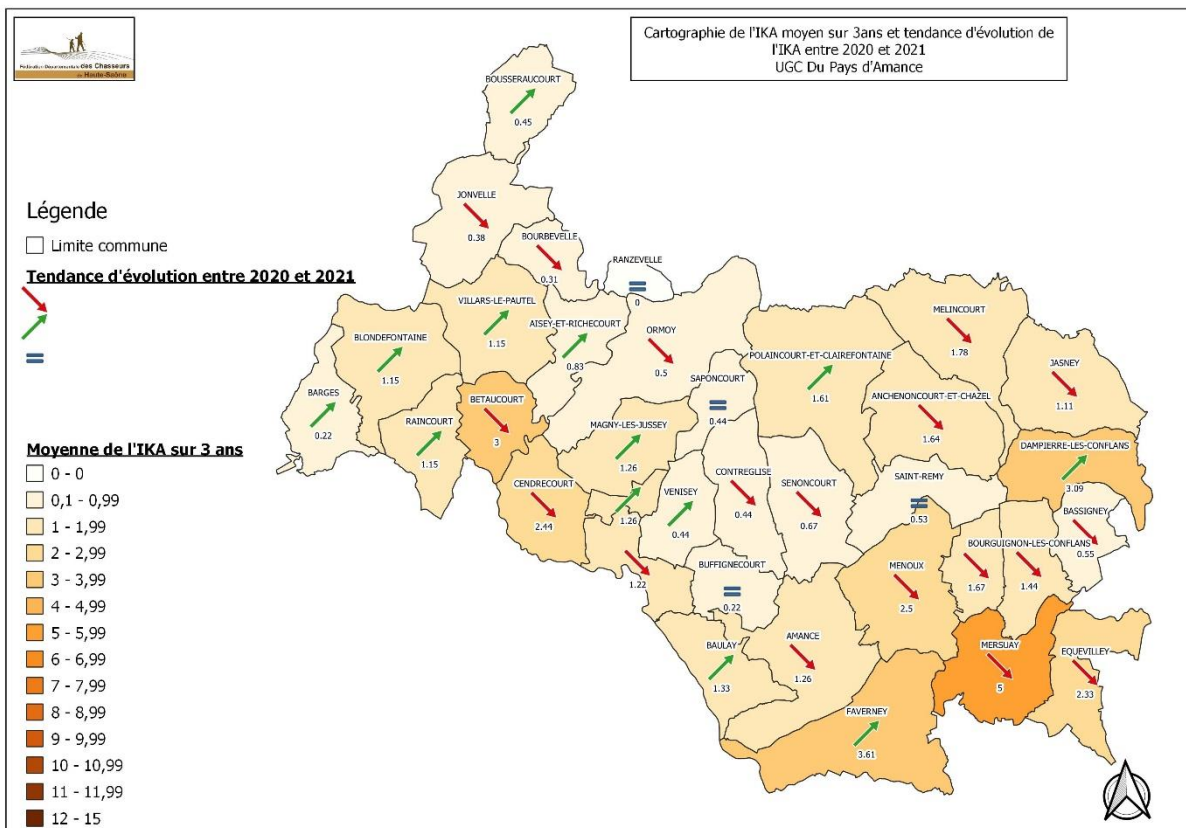 Fédération Départementale des Chasseurs
de Haute-Saône
Cartographie de l'IKA moyen sur 3ans et tendance d'évolution de
l'IKA entre 2020 et 2021
UGC Du Pays d'Amance
Légende
Limite commune
Tendance d'évolution entre 2020 et 2021
=
Moyenne de l'IKA sur 3 ans
0 - 0
0,1 - 0,99
1 - 1,99
2 - 2,99
3 - 3,99
4 - 4,99
5 - 5,99
6 - 6,99
7 - 7,99
8 - 8,99
9 - 9,99
10 - 10,99
11 - 11,99
12 - 15
BOUSSERAUCOURT
0.45
JONVELLE
0.38
BOURBEVELLE
0.31
RANZEVELLE
=
0
VILLARS-LE-PAUTEL
1.15
AISEY-ET-RICHECOURT
0.83
ORMOY
0.5
BLONDEFONTAINE
1.15
BARGES
0.22
RAINCOURT
1.15
BETAUCOURT
3
SAPONCOURT
=
0.44
POLAINCOURT-ET-CLAIREFONTAINE
1.61
MELINCOURT
1.78
JASNEY
1.11
ANCHENONCOURT-ET-CHAZEL
1.64
MAGNY-LES-JUSSEY
1.26
DAMPIERRE-LES-CONFLANS
3.09
CENDRECOURT
2.44
1.26
VENISEY
0.44
CONTREGLISE
0.44
SENONCOURT
0.67
SAINT-REMY
=
0.53
BASSIGNEY
0.55
BOURGUIGNON-LES-CONFLANS
1.67
1.44
1.22
BUFFIGNECOURT
=
0.22
MENOUX
2.5
BAULAY
1.33
AMANCE
1.26
MERSUAY
5
EQUEVILLEY
2.33
FAVERNEY
3.61